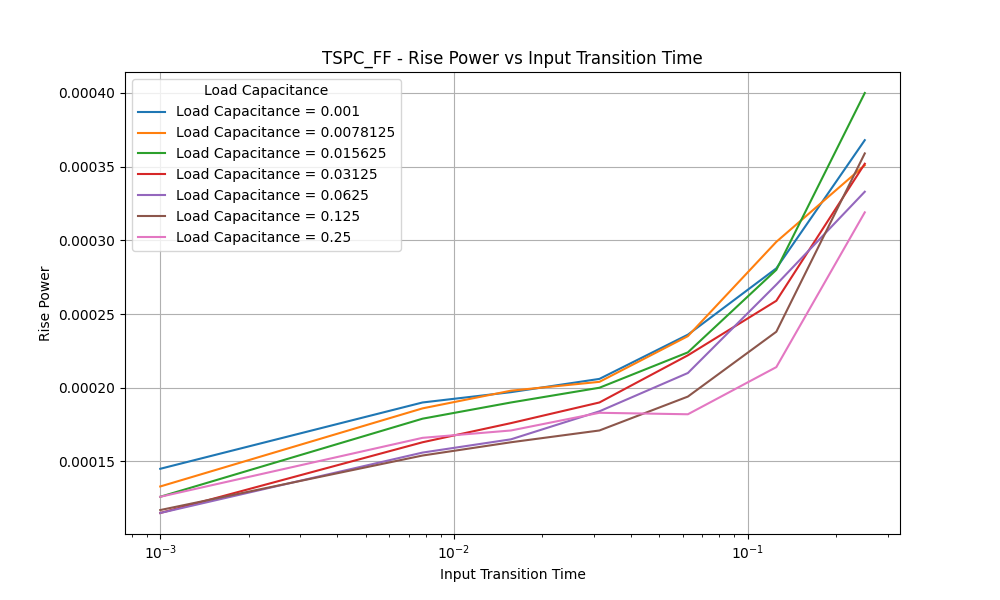 TSPC_FF - Rise Power vs Input Transition Time
Load Capacitance
Load Capacitance = 0.001
Load Capacitance = 0.0078125
Load Capacitance = 0.015625
Load Capacitance = 0.03125
Load Capacitance = 0.0625
Load Capacitance = 0.125
Load Capacitance = 0.25
0.00040
0.00035
0.00030
0.00025
0.00020
0.00015
Rise Power
10⁻³ 10⁻² 10⁻¹
Input Transition Time